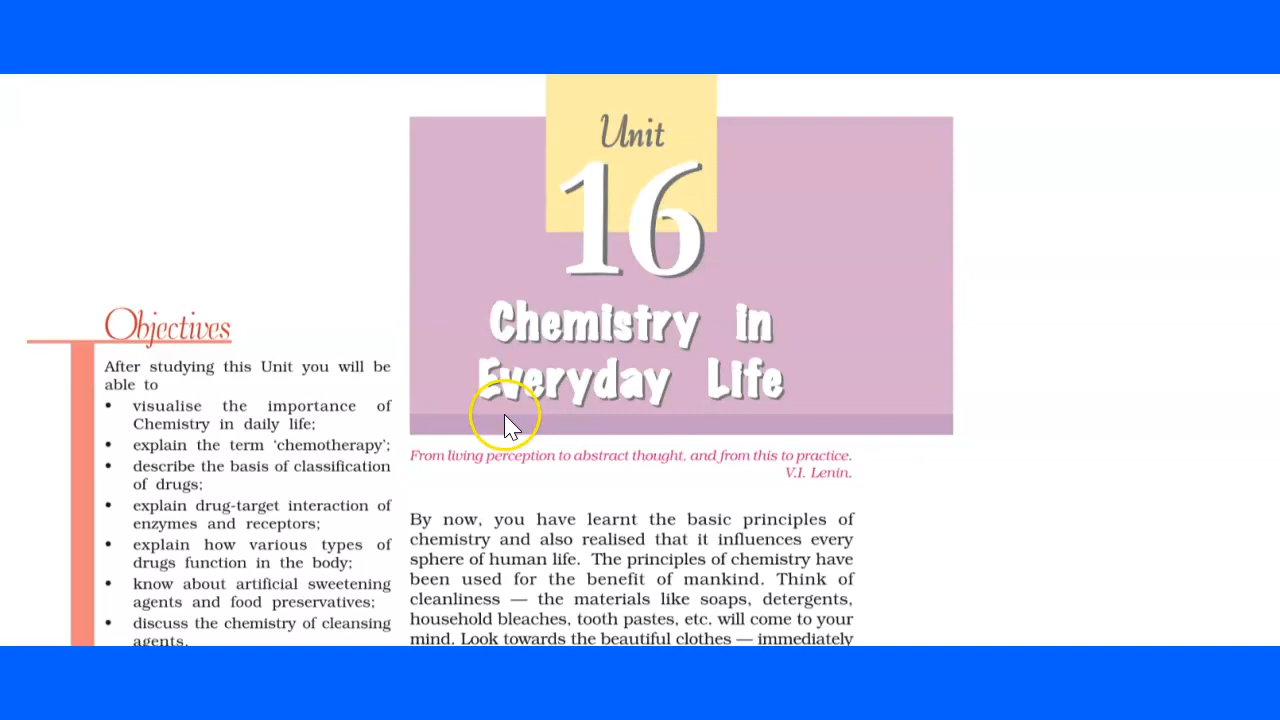 Unit
16
Chemistry in
Everyday Life
Objectives
After studying this Unit you will be
able to
• visualise the importance of
Chemistry in daily life;
• explain the term ‘chemotherapy’;
• describe the basis of classification
of drugs;
• explain drug-target interaction of
enzymes and receptors;
• explain how various types of
drugs function in the body;
• know about artificial sweetening
agents and food preservatives;
• discuss the chemistry of cleansing
agents.
From living perception to abstract thought, and from this to practice.
V.I. Lenin.
By now, you have learnt the basic principles of
chemistry and also realised that it influences every
sphere of human life. The principles of chemistry have
been used for the benefit of mankind. Think of
cleanliness — the materials like soaps, detergents,
household bleaches, tooth pastes, etc. will come to your
mind. Look towards the beautiful clothes — immediately